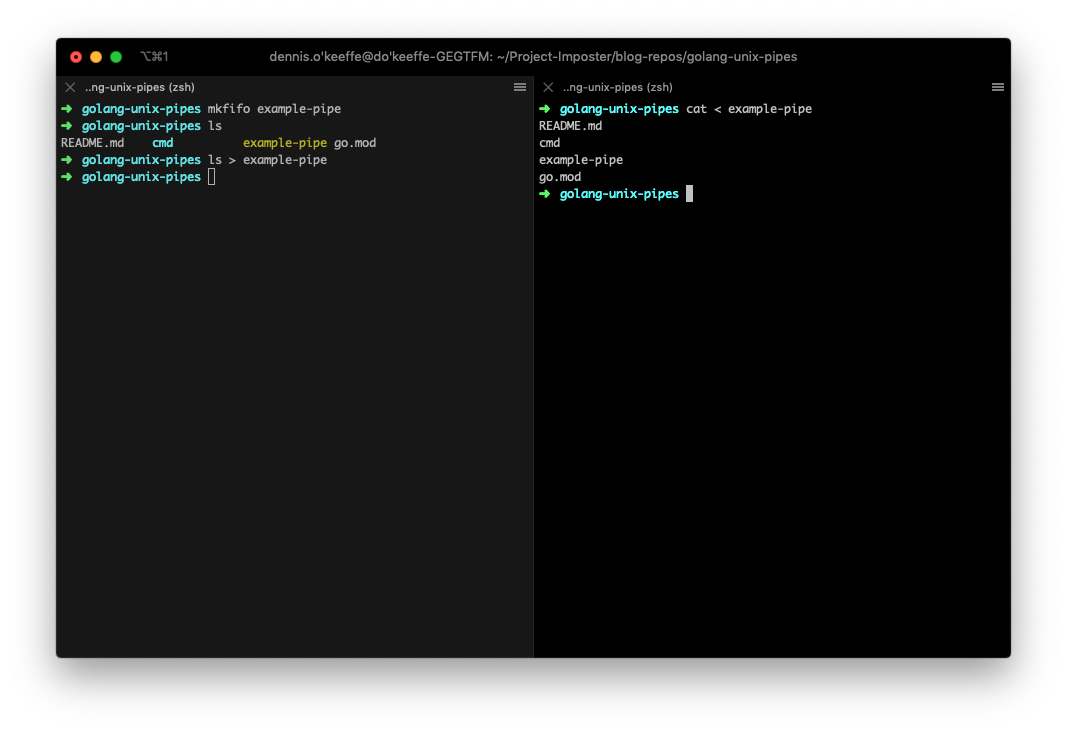 ⌥⌘1 dennis.o'keeffe@do'keeffe-GEGTFM: ~/Project-Imposter/blog-repos/golang-unix-pipes
..ng-unix-pipes (zsh)
➜ golang-unix-pipes mkfifo example-pipe
➜ golang-unix-pipes ls
README.md cmd example-pipe go.mod
➜ golang-unix-pipes ls > example-pipe
➜ golang-unix-pipes
..ng-unix-pipes (zsh)
➜ golang-unix-pipes cat < example-pipe
README.md
cmd
example-pipe
go.mod
➜ golang-unix-pipes